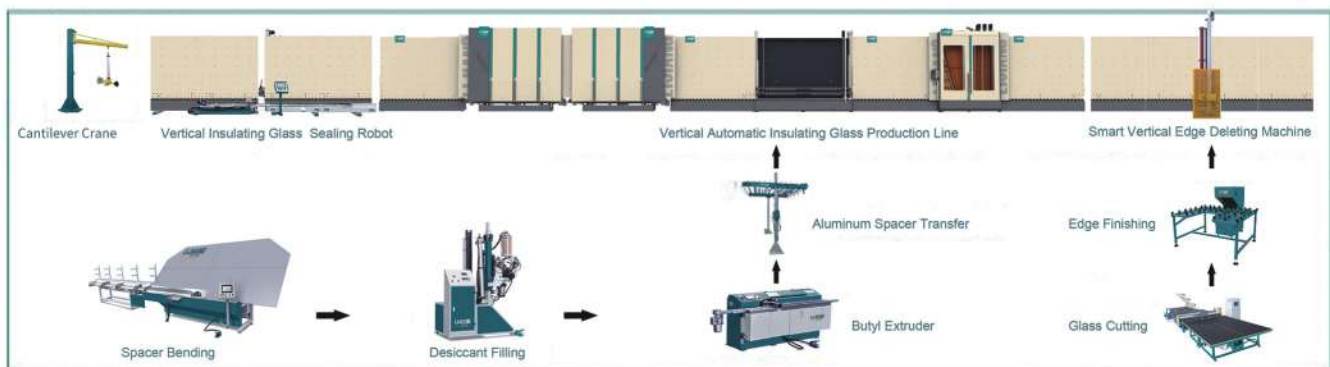 Cantilever Crane
Vertical Insulating Glass Sealing Robot
Vertical Automatic Insulating Glass Production Line
Smart Vertical Edge Deleting Machine
Aluminum Spacer Transfer
Edge Finishing
Spacer Bending
Desiccant Filling
Butyl Extruder
Glass Cutting